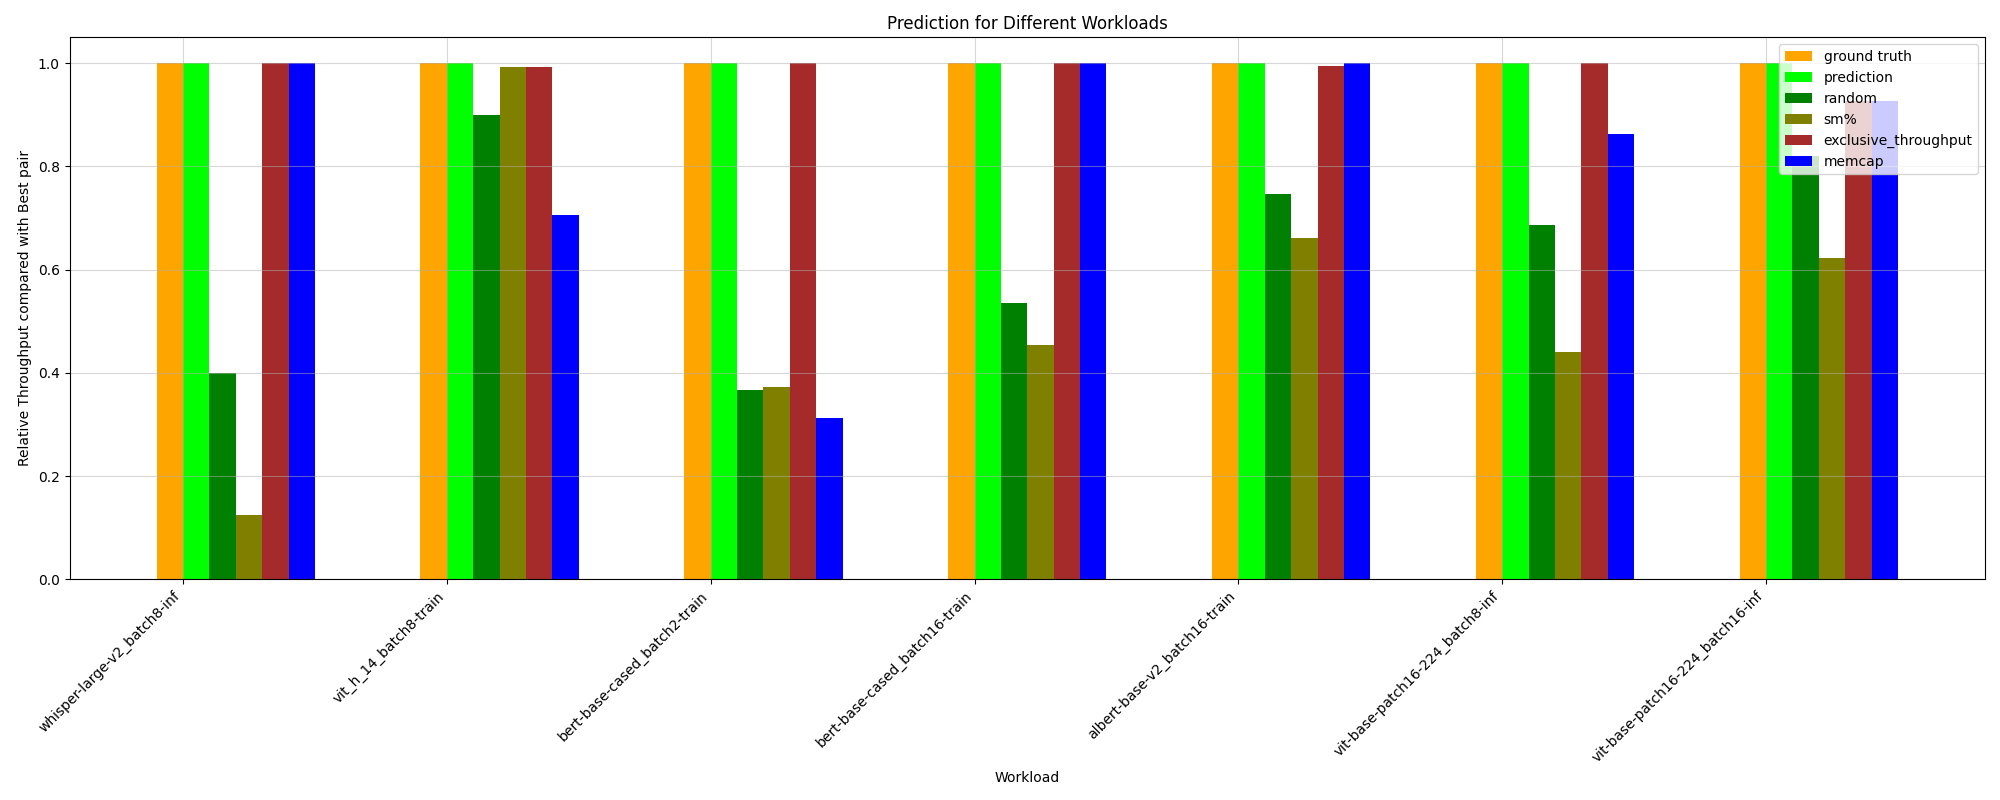 Prediction for Different Workloads
Relative Throughput compared with Best pair
1.0
0.8
0.6
0.4
0.2
0.0
ground truth
prediction
random
sm%
exclusive_throughput
memcap
whisper-large-v2_batch8-inf
vit_h_14_batch8-train
bert-base-cased_batch2-train
bert-base-cased_batch16-train
albert-base-v2_batch16-train
vit-base-patch16-224_batch8-inf
vit-base-patch16-224_batch16-inf
Workload